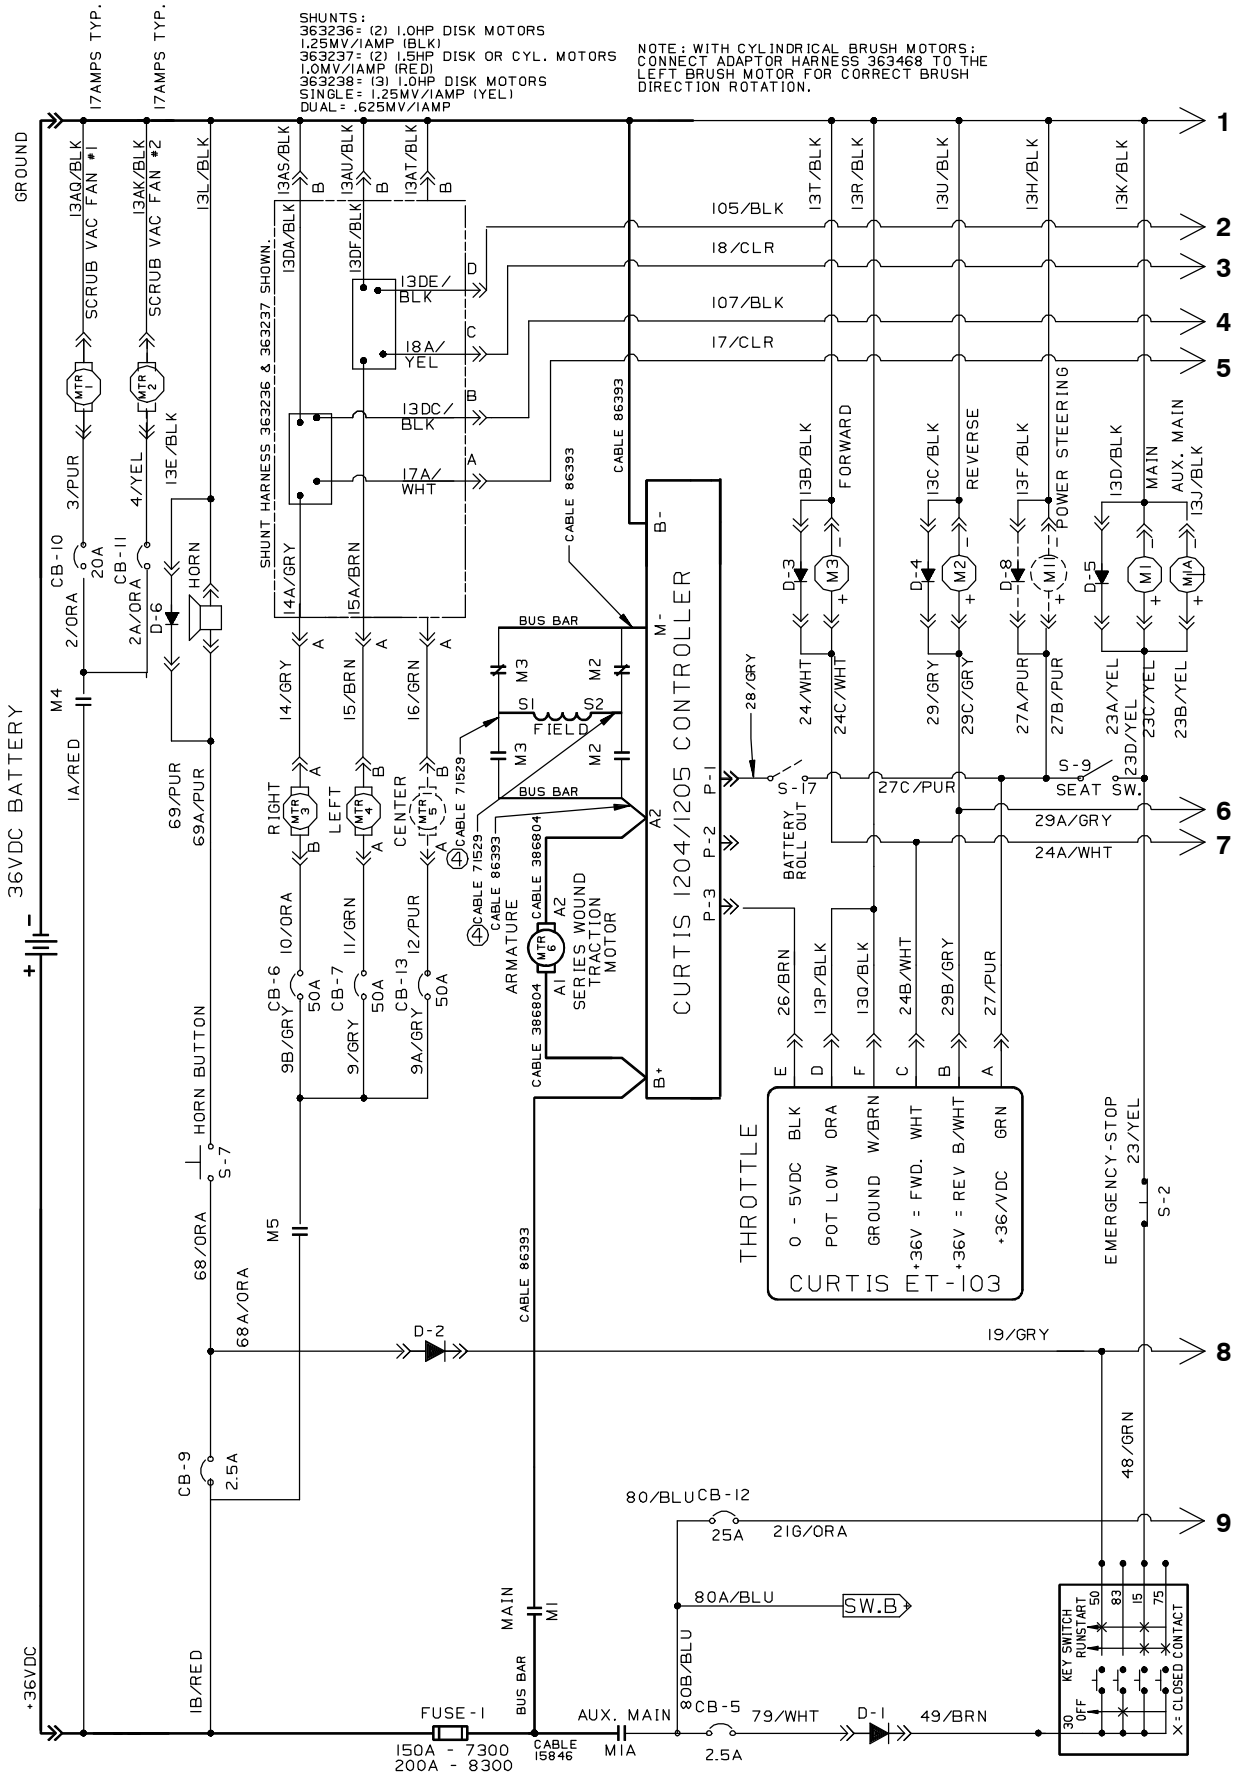 SHUNTS:
363236= (2) 1.0HP DISK MOTORS
1.25MV/1AMP (BLK)
363237= (2) 1.5HP DISK OR CYL. MOTORS
1.0MV/1AMP (RED)
363238= (3) 1.0HP DISK MOTORS
SINGLE= 1.25MV/1AMP (YEL)
DUAL= .625MV/1AMP
NOTE: WITH CYLINDRICAL BRUSH MOTORS:
CONNECT ADAPTOR HARNESS 363468 TO THE
LEFT BRUSH MOTOR FOR CORRECT BRUSH
DIRECTION ROTATION.
17AMPS TYP.
17AMPS TYP.
GROUND
13AQ/BLK
SCRUB VAC FAN #1
13AK/BLK
SCRUB VAC FAN #2
13L/BLK
13AS/BLK
13AU/BLK
13AT/BLK
B
B
B
13DA/BLK
13DF/BLK
SHUNT HARNESS 363236 & 363237 SHOWN.
13DE/
BLK
D
18A/
YEL
C
13DC/
BLK
B
17A/
WHT
A
105/BLK
18/CLR
107/BLK
17/CLR
13T/BLK
13R/BLK
13U/BLK
13H/BLK
13K/BLK
1
2
3
4
5
MTR
1
MTR
2
3/PUR
4/YEL
13E/BLK
CB-10
20A
CB-11
2/ORA
2A/ORA
D-6
HORN
M4
1A/RED
69/PUR
69A/PUR
14A/GRY
15A/BRN
A
A
A
14/GRY
15/BRN
16/GRN
CABLE 86393
CABLE 86393
BUS BAR
M3
M2
S1
S2
FIELD
M3
M2
BUS BAR
4
CABLE 71529
4
CABLE 71529
CABLE 86393
CABLE 386804
B-
M-
A2
B+
CURTIS 1204/1205 CONTROLLER
P-1
P-2
P-3
13B/BLK
FORWARD
13C/BLK
REVERSE
13F/BLK
POWER STEERING
13D/BLK
MAIN
AUX. MAIN
13J/BLK
D-3
M3
-
+
D-4
M2
-
+
D-8
M11
-
+
D-5
M1
-
+
M1A
-
+
24/WHT
24C/WHT
29/GRY
29C/GRY
27A/PUR
27B/PUR
23A/YEL
23D/YEL
23C/YEL
23B/YEL
28/GRY
S-17
BATTERY
ROLL OUT
27C/PUR
S-9
SEAT SW.
29A/GRY
24A/WHT
6
7
36VDC BATTERY
-
+
RIGHT
MTR
3
A
B
LEFT
MTR
4
B
A
CENTER
MTR
5
B
A
10/ORA
11/GRN
12/PUR
CB-6
50A
CB-7
50A
CB-13
50A
9B/GRY
9/GRY
9A/GRY
ARMATURE
MTR
6
A2
A1
SERIES WOUND
TRACTION
MOTOR
CABLE 386804
26/BRN
13P/BLK
13Q/BLK
24B/WHT
29B/GRY
27/PUR
E
D
F
C
B
A
THROTTLE
0 - 5VDC BLK
POT LOW ORA
GROUND W/BRN
+36V = FWD. WHT
+36V = REV B/WHT
+36/VDC GRN
CURTIS ET-103
HORN BUTTON
S-7
M5
68/ORA
68A/ORA
CABLE 86393
EMERGENCY-STOP
23/YEL
S-2
D-2
19/GRY
8
CB-9
2.5A
48/GRN
80/BLU
CB-12
25A
21G/ORA
9
80A/BLU
SW.B+
80B/BLU
MAIN
M1
BUS BAR
+36VDC
1B/RED
FUSE-1
150A - 7300
200A - 8300
CABLE
15846
AUX. MAIN
M1A
CB-5
2.5A
79/WHT
D-1
49/BRN
KEY SWITCH
RUNSTART
30
OFF
50
83
15
75
X = CLOSED CONTACT